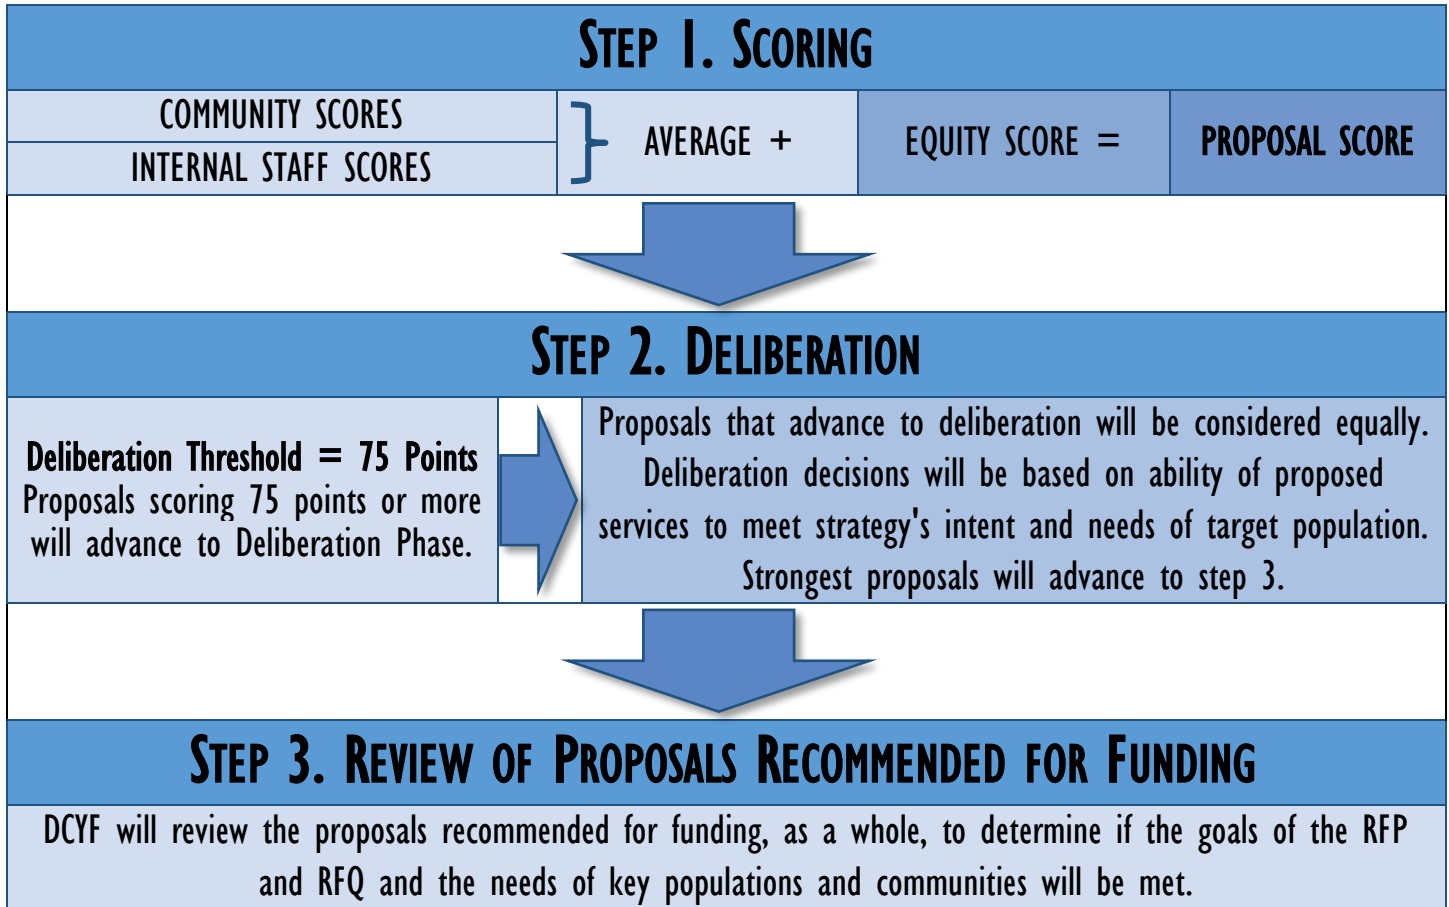 STEP 1. SCORING
COMMUNITY SCORES
INTERNAL STAFF SCORES
AVERAGE +
EQUITY SCORE =
PROPOSAL SCORE
STEP 2. DELIBERATION
Deliberation Threshold = 75 Points
Proposals scoring 75 points or more
will advance to Deliberation Phase.
Proposals that advance to deliberation will be considered equally.
Deliberation decisions will be based on ability of proposed
services to meet strategy's intent and needs of target population.
Strongest proposals will advance to step 3.
STEP 3. REVIEW OF PROPOSALS RECOMMENDED FOR FUNDING
DCYF will review the proposals recommended for funding, as a whole, to determine if the goals of the RFP
and RFQ and the needs of key populations and communities will be met.